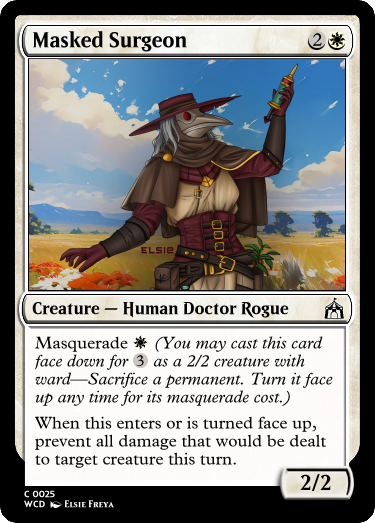 Masked Surgeon 2
ELSIE
Creature — Human Doctor Rogue
Masquerade (You may cast this card
face down for 3 as a 2/2 creature with
ward—Sacrifice a permanent. Turn it face
up any time for its masquerade cost.)
When this enters or is turned face up,
prevent all damage that would be dealt
to target creature this turn.
2/2
C 0025
WCD Elsie Freya